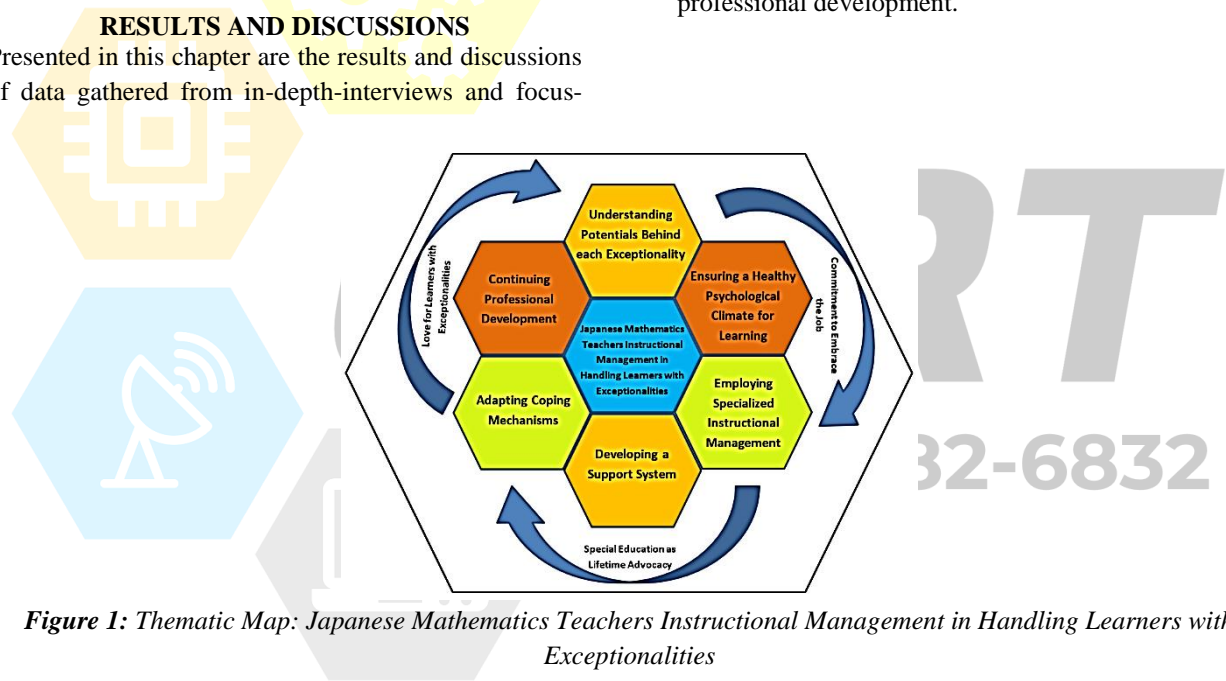 professional development.
RESULTS AND DISCUSSIONS
Presented in this chapter are the results and discussions
of data gathered from in-depth-interviews and focus-
Understanding
Potentials Behind
each Exceptionality
Continuing
Professional
Development
Ensuring a Healthy
Psychological
Climate for
Learning
Japanese Mathematics
Teachers Instructional
Management in
Handling Learners with
Exceptionalities
Adapting Coping
Mechanisms
Employing
Specialized
Instructional
Management
Developing a
Support System
Love for Learners with
Exceptionalities
Commitment to Embrace
the Job
Special Education as
Lifetime Advocacy
RT
32-6832
Figure 1: Thematic Map: Japanese Mathematics Teachers Instructional Management in Handling Learners with
Exceptionalities